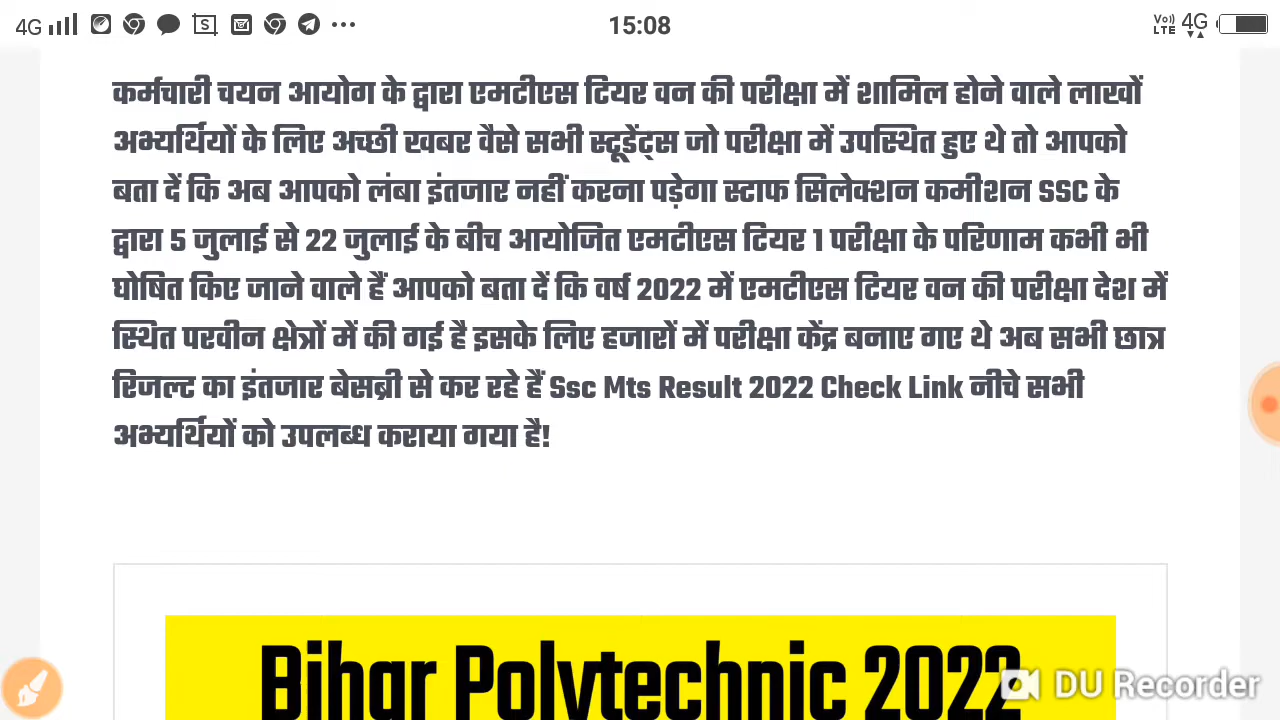 4G 15:08 Vo)) LTE 4G
कर्मचारी चयन आयोग के द्वारा एमटीएस टियर वन की परीक्षा में शामिल होने वाले लाखों
अभ्यर्थियों के लिए अच्छी खबर वैसे सभी स्टूडेंट्स जो परीक्षा में उपस्थित हुए थे तो आपको
बता दें कि अब आपको लंबा इंतजार नहीं करना पड़ेगा स्टाफ सिलेक्शन कमीशन SSC के
द्वारा 5 जुलाई से 22 जुलाई के बीच आयोजित एमटीएस टियर 1 परीक्षा के परिणाम कभी भी
घोषित किए जाने वाले हैं आपको बता दें कि वर्ष 2022 में एमटीएस टियर वन की परीक्षा देश में
स्थित परवीन क्षेत्रों में की गई है इसके लिए हजारों में परीक्षा केंद्र बनाए गए थे अब सभी छात्र
रिजल्ट का इंतजार बेसब्री से कर रहे हैं Ssc Mts Result 2022 Check Link नीचे सभी
अभ्यर्थियों को उपलब्ध कराया गया है!
Bihar Polytechnic 2022
DU Recorder